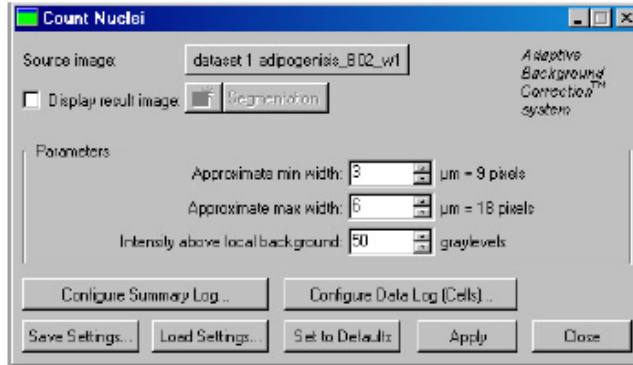 Count Nuclei
Source image: dataset 1 adipogenisis_B02_w1
Adaptive
Background
Correction™
system
Display result image: Segmentation
Parameters
Approximate min width: 3 µm = 9 pixels
Approximate max width: 6 µm = 18 pixels
Intensity above local background: 50 graylevels
Configure Summary Log... Configure Data Log (Cells)...
Save Settings... Load Settings... Set to Defaults Apply Close